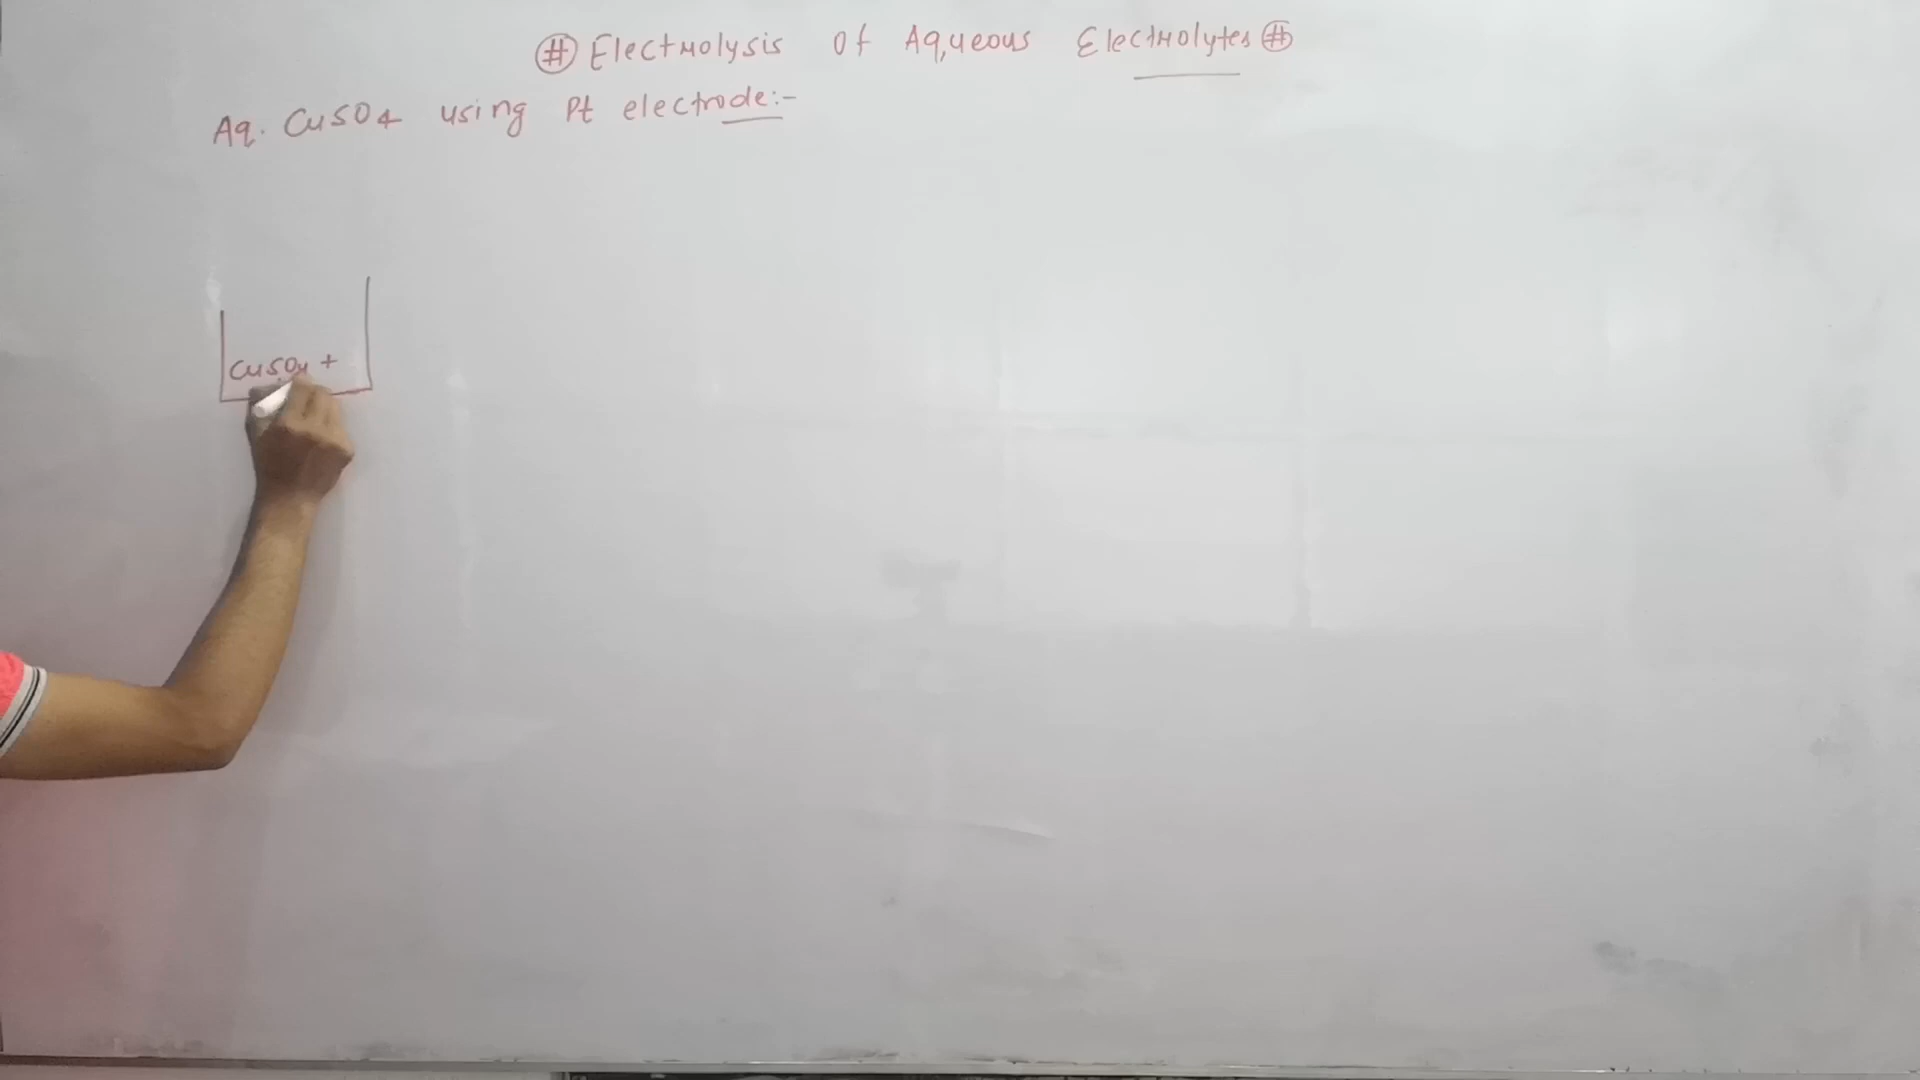 # Electrolysis of Aqueous Electrolytes #
Aq. CuSO4 using Pt electrode:-
CuSO4 +